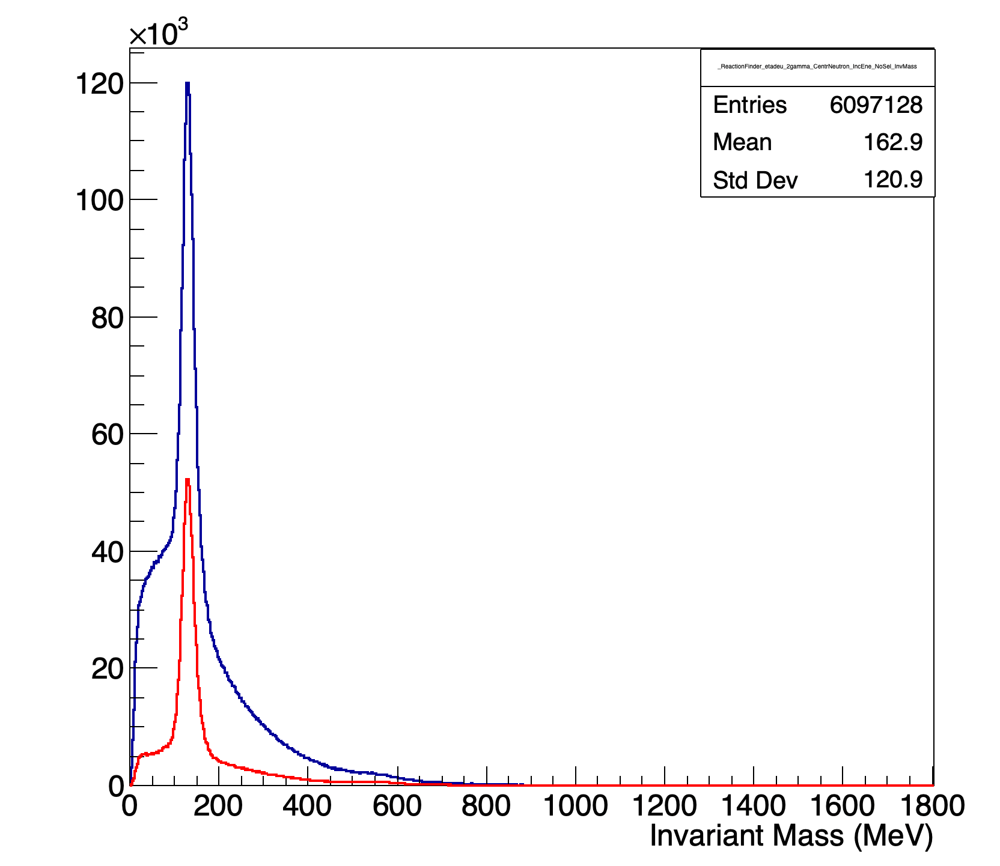 ×10³
_ReactionFinder_etadeu_2gamma_CentrNeutron_IncEne_NoSel_InvMass
Entries 6097128
Mean 162.9
Std Dev 120.9
120
100
80
60
40
20
0
0 200 400 600 800 1000 1200 1400 1600 1800
Invariant Mass (MeV)